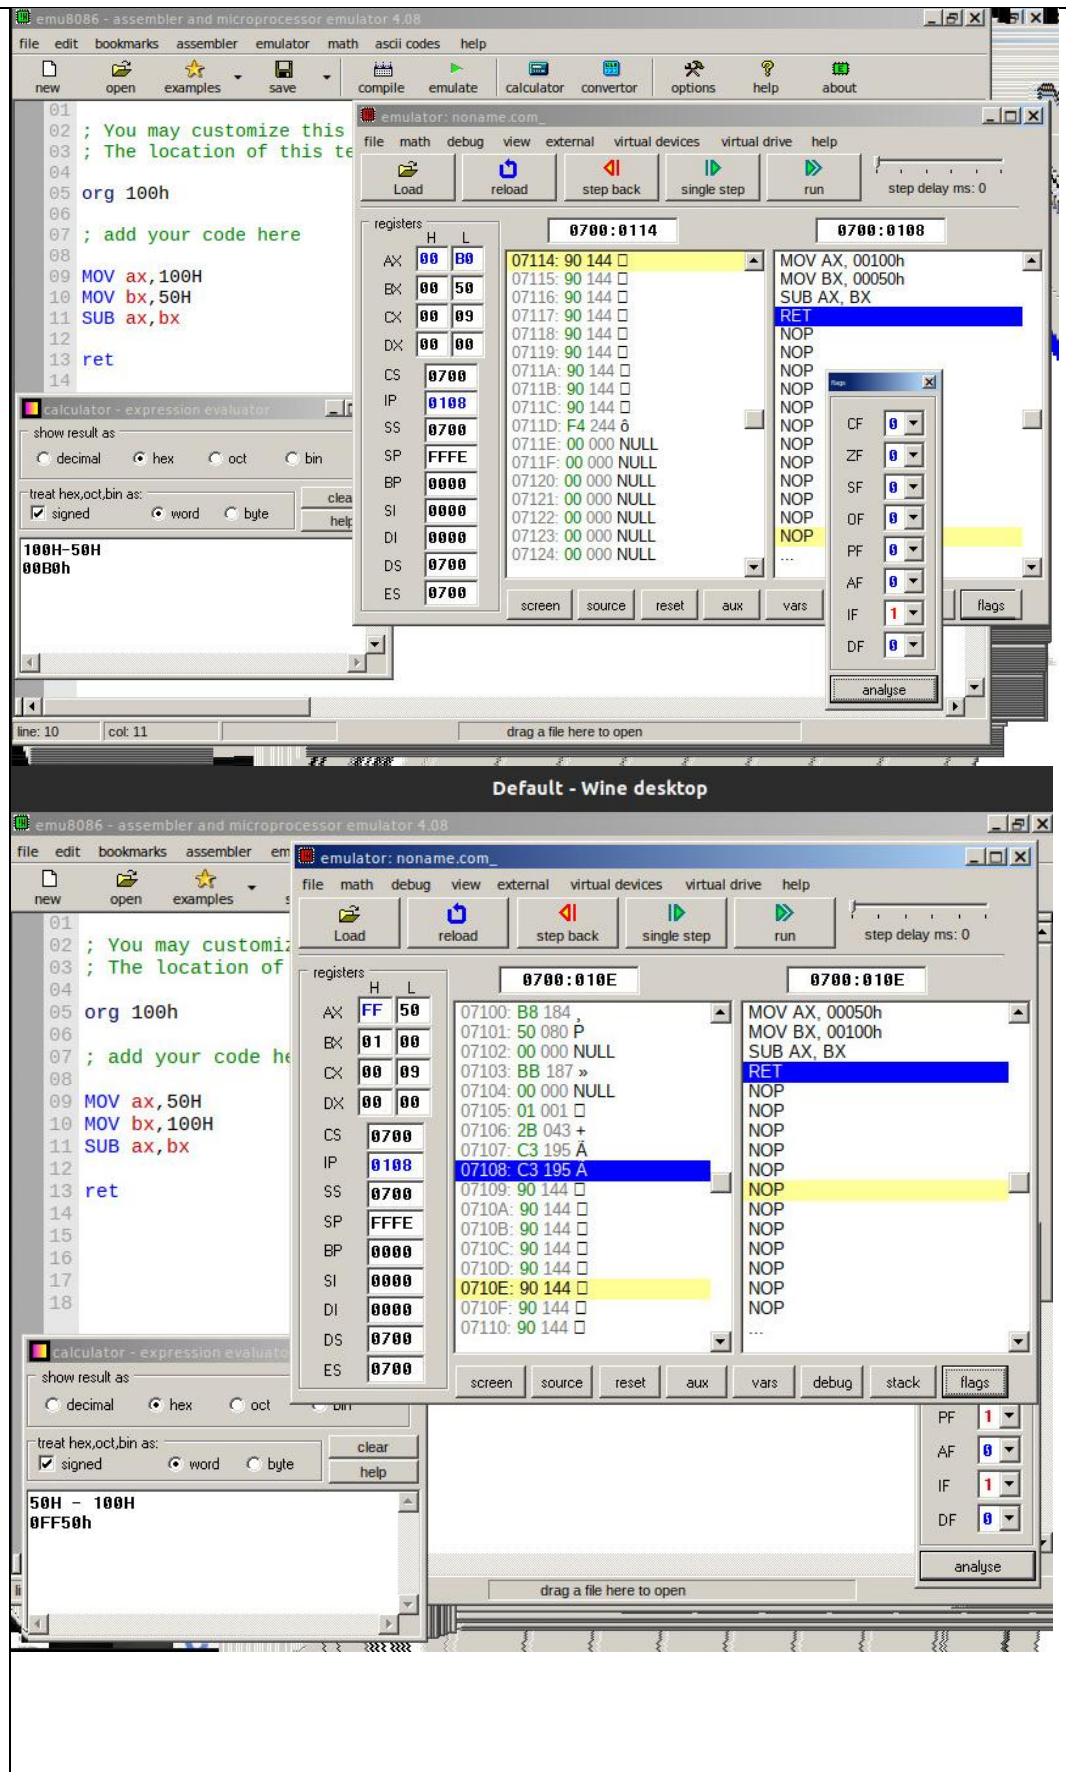 emu8086 - assembler and microprocessor emulator 4.08
file edit bookmarks assembler emulator math ascii codes help
new open examples save compile emulate calculator convertor options help about
01
02 ; You may customize this
03 ; The location of this te
04
05 org 100h
06
07 ; add your code here
08
09 MOV ax,100H
10 MOV bx,50H
11 SUB ax,bx
12
13 ret
14
emulator: noname.com_
file math debug view external virtual devices virtual drive help
Load reload step back single step run step delay ms: 0
registers
H L
AX 00 B0
BX 00 50
CX 00 09
DX 00 00
CS 0700
IP 0108
SS 0700
SP FFFE
BP 0000
SI 0000
DI 0000
DS 0700
ES 0700
0700:0114
07114: 90 144
07115: 90 144
07116: 90 144
07117: 90 144
07118: 90 144
07119: 90 144
0711A: 90 144
0711B: 90 144
0711C: 90 144
0711D: F4 244 ô
0711E: 00 000 NULL
0711F: 00 000 NULL
07120: 00 000 NULL
07121: 00 000 NULL
07122: 00 000 NULL
07123: 00 000 NULL
07124: 00 000 NULL
0700:0108
MOV AX, 00100h
MOV BX, 00050h
SUB AX, BX
RET
NOP
NOP
NOP
NOP
NOP
NOP
NOP
NOP
NOP
NOP
NOP
...
screen source reset aux vars flags
flags
CF 0
ZF 0
SF 0
OF 0
PF 0
AF 0
IF 1
DF 0
analyse
calculator - expression evaluator
show result as
decimal hex oct bin
treat hex,oct,bin as:
signed word byte
clea
help
100H-50H
00B0h
line: 10 col: 11 drag a file here to open
Default - Wine desktop
emu8086 - assembler and microprocessor emulator 4.08
file edit bookmarks assembler em
new open examples s
01
02 ; You may customiz
03 ; The location of
04
05 org 100h
06
07 ; add your code he
08
09 MOV ax,50H
10 MOV bx,100H
11 SUB ax,bx
12
13 ret
14
15
16
17
18
emulator: noname.com_
file math debug view external virtual devices virtual drive help
Load reload step back single step run step delay ms: 0
registers
H L
AX FF 50
BX 01 00
CX 00 09
DX 00 00
CS 0700
IP 0108
SS 0700
SP FFFE
BP 0000
SI 0000
DI 0000
DS 0700
ES 0700
0700:010E
07100: B8 184 ¸
07101: 50 080 P
07102: 00 000 NULL
07103: BB 187 »
07104: 00 000 NULL
07105: 01 001
07106: 2B 043 +
07107: C3 195 Ã
07108: C3 195 Ã
07109: 90 144
0710A: 90 144
0710B: 90 144
0710C: 90 144
0710D: 90 144
0710E: 90 144
0710F: 90 144
07110: 90 144
0700:010E
MOV AX, 00050h
MOV BX, 00100h
SUB AX, BX
RET
NOP
NOP
NOP
NOP
NOP
NOP
NOP
NOP
NOP
NOP
NOP
NOP
...
screen source reset aux vars debug stack flags
PF 1
AF 0
IF 1
DF 0
analyse
calculator - expression evaluato
show result as
decimal hex oct bin
treat hex,oct,bin as:
signed word byte
clear
help
50H - 100H
0FF50h
drag a file here to open